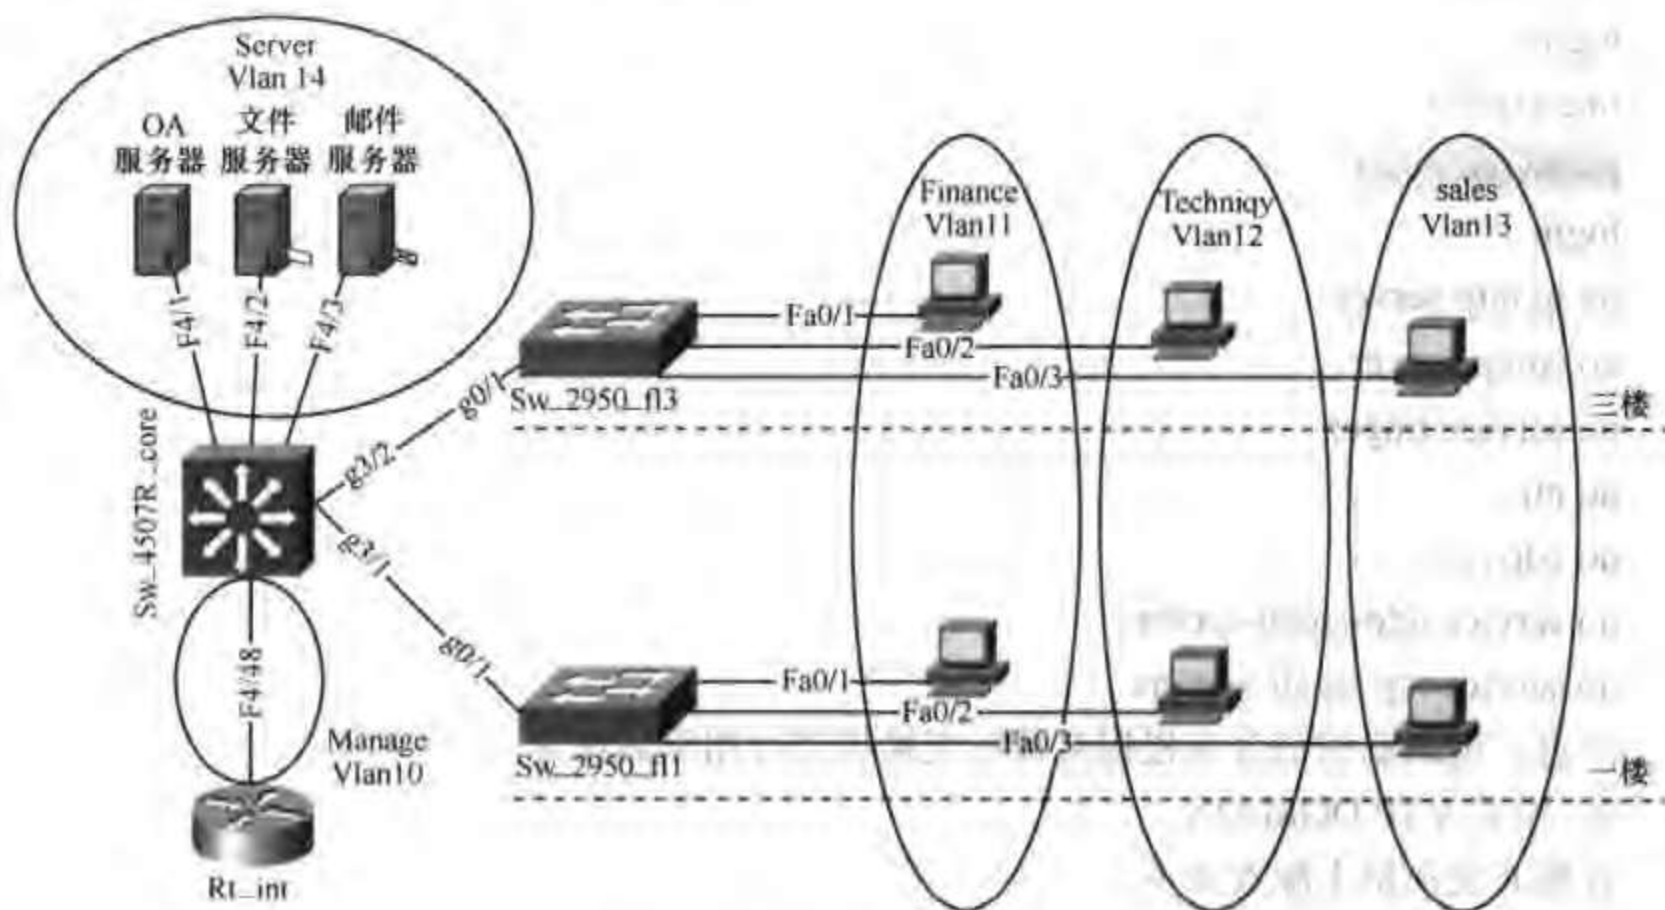 Server
Vlan 14
OA
服务器
文件
服务器
邮件
服务器
F4/1
F4/2
F4/3
Finance
Vlan11
Techniqy
Vlan12
sales
Vlan13
Fa0/1
Fa0/2
Fa0/3
g0/1
Sw_2950_fl3
三楼
Sw_4507R_core
g3/2
g3/1
g0/1
F4/48
Manage
Vlan10
Rt_int
Fa0/1
Fa0/2
Fa0/3
Sw_2950_fl1
一楼